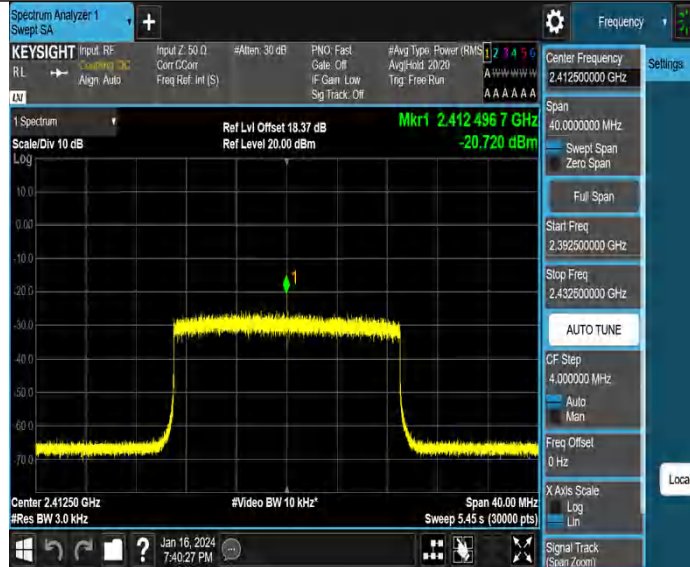 Spectrum Analyzer 1
Swept SA
+
Frequency
KEYSIGHT
RL
Input: RF
Coupling: DC
Align: Auto
Input Z: 50 Ω
Corr CCorr
Freq Ref: Int (S)
#Atten: 30 dB
PNO: Fast
Gate: Off
IF Gain: Low
Sig Track: Off
#Avg Type: Power (RMS
Avg|Hold: 20/20
Trig: Free Run
1 2 3 4 5 6
A W W W W W
A A A A A A
LXI
1 Spectrum
Scale/Div 10 dB
Log
Ref Lvl Offset 18.37 dB
Ref Level 20.00 dBm
Mkr1 2.412 496 7 GHz
-20.720 dBm
10.0
0.00
-10.0
-20.0
-30.0
-40.0
-50.0
-60.0
-70.0
1
Center 2.41250 GHz
#Res BW 3.0 kHz
#Video BW 10 kHz*
Span 40.00 MHz
Sweep 5.45 s (30000 pts)
Center Frequency
2.412500000 GHz
Settings
Span
40.0000000 MHz
Swept Span
Zero Span
Full Span
Start Freq
2.392500000 GHz
Stop Freq
2.432500000 GHz
AUTO TUNE
CF Step
4.000000 MHz
Auto
Man
Freq Offset
0 Hz
X Axis Scale
Log
Lin
Loca
Signal Track
(Span Zoom)
?
Jan 16, 2024
7:40:27 PM